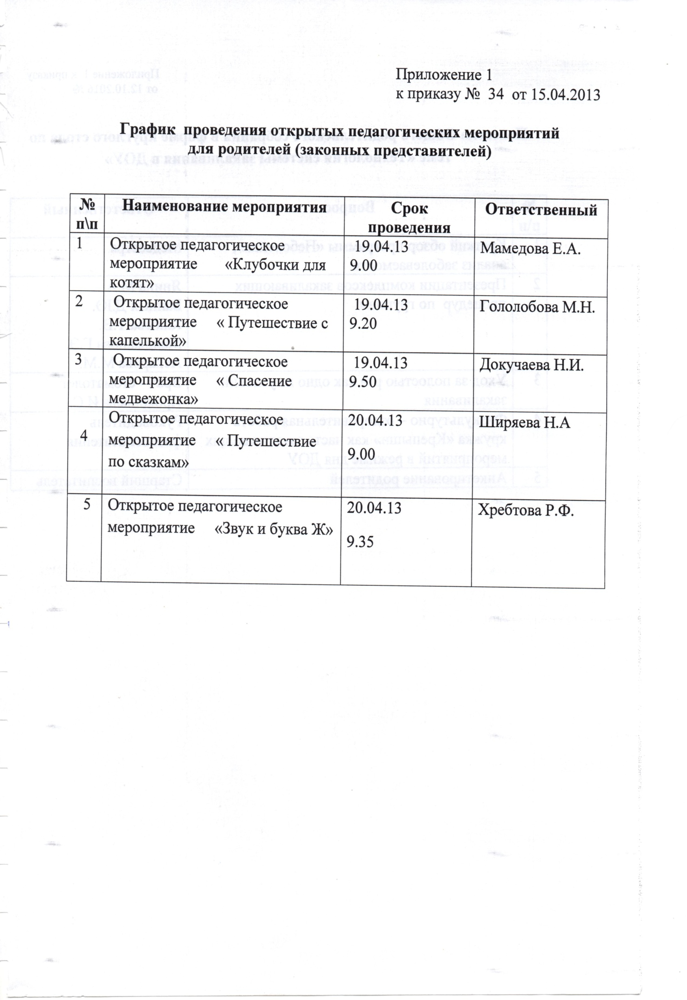 Приложение 1
к приказу № 34 от 15.04.2013
График проведения открытых педагогических мероприятий
для родителей (законных представителей)
№ Наименование мероприятия Срок Ответственный
п\п проведения
1 Открытое педагогическое 19.04.13 Мамедова Е.А.
мероприятие «Клубочки для 9.00
котят»
2 Открытое педагогическое 19.04.13 Гололобова М.Н.
мероприятие « Путешествие с 9.20
капелькой»
3 Открытое педагогическое 19.04.13 Докучаева Н.И.
мероприятие « Спасение 9.50
медвежонка»
Открытое педагогическое 20.04.13 Ширяева Н.А
4 мероприятие « Путешествие
9.00
по сказкам»
5 Открытое педагогическое 20.04.13 Хребтова Р.Ф.
мероприятие «Звук и буква Ж»
9.35